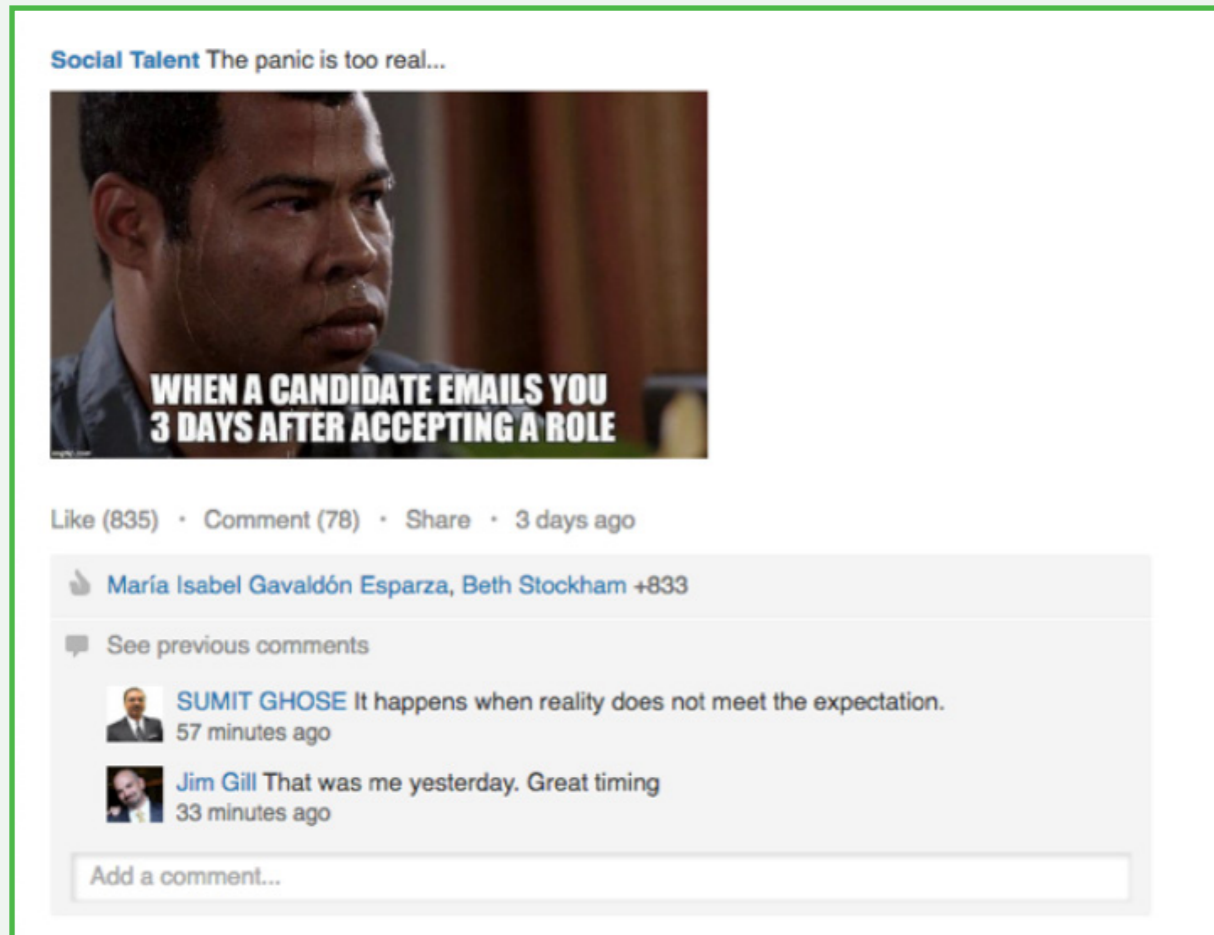 Social Talent The panic is too real...
WHEN A CANDIDATE EMAILS YOU
3 DAYS AFTER ACCEPTING A ROLE
imgflip.com
Like (835) · Comment (78) · Share · 3 days ago
María Isabel Gavaldón Esparza, Beth Stockham +833
See previous comments
SUMIT GHOSE It happens when reality does not meet the expectation.
57 minutes ago
Jim Gill That was me yesterday. Great timing
33 minutes ago
Add a comment...